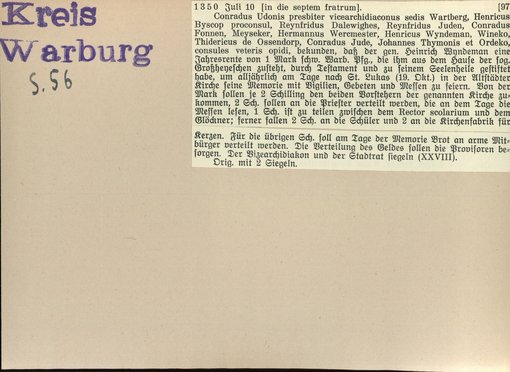 Kreis
Warburg
S. 56
1350 Juli 10 [in die septem fratrum]. [97
Conradus Udonis presbiter vicearchidiaconus sedis Wartberg, Henricus
Byscop proconsul, Reynfridus Dalewighes, Reynfridus Juden, Conradus
Fonnen, Meyseker, Hermannus Weremester, Henricus Wyndeman, Wineko,
Thidericus de Ossendorp, Conradus Jude, Johannes Thymonis et Ordeko,
consules veteris opidi, bekunden, daß der gen. Heinrich Wyndeman eine
Jahresrente von 1 Mark schw. Warb. Pfg., die ihm aus dem Hause der sog.
Großheyeschen zusteht, durch Testament und zu seinem Seelenheile gestiftet
habe, um alljährlich am Tage nach St. Lukas (19. Okt.) in der Altstädter
Kirche seine Memorie mit Vigilien, Gebeten und Messen zu feiern. Von der
Mark sollen je 2 Schilling den beiden Vorstehern der genannten Kirche zu-
kommen, 2 Sch. sollen an die Priester verteilt werden, die an dem Tage die
Messen lesen, 1 Sch. ist zu teilen zwischen dem Rector scolarium und dem
Glöckner; ferner fallen 2 Sch. an die Schüler und 2 an die Kirchenfabrik für
Kerzen. Für die übrigen Sch. soll am Tage der Memorie Brot an arme Mit-
bürger verteilt werden. Die Verteilung des Geldes sollen die Provisoren be-
sorgen. Der Vizearchidiakon und der Stadtrat siegeln (XXVIII).
Orig. mit 2 Siegeln.